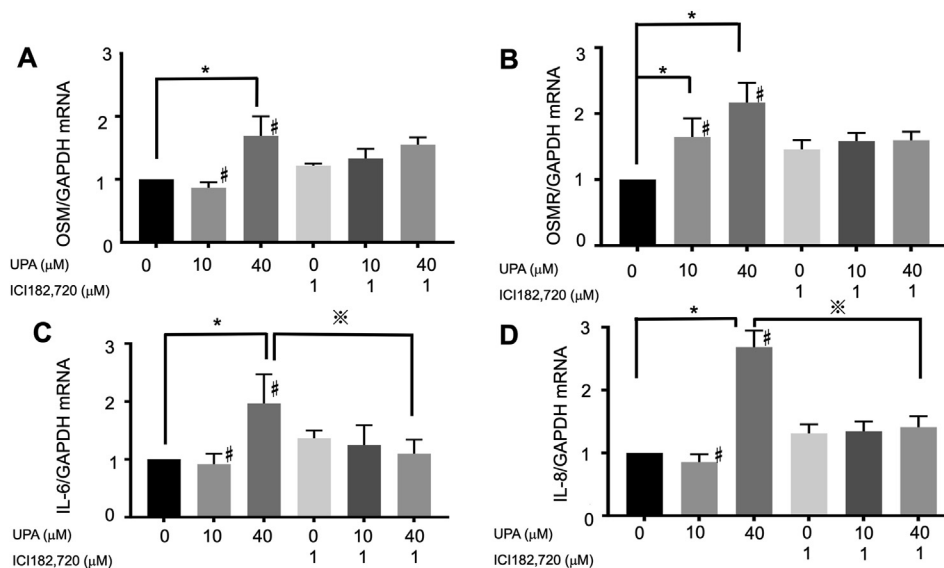 A
OSM/GAPDH mRNA
3
2
1
0
*
#
#
UPA (μM)
0 10 40 0 10 40
ICI182,720 (μM)
1 1 1
B
OSMR/GAPDH mRNA
3
2
1
0
*
*
#
#
UPA (μM)
0 10 40 0 10 40
ICI182,720 (μM)
1 1 1
C
IL-6/GAPDH mRNA
3
2
1
0
*
※
#
#
UPA (μM)
0 10 40 0 10 40
ICI182,720 (μM)
1 1 1
D
IL-8/GAPDH mRNA
3
2
1
0
*
※
#
#
UPA (μM)
0 10 40 0 10 40
ICI182,720 (μM)
1 1 1